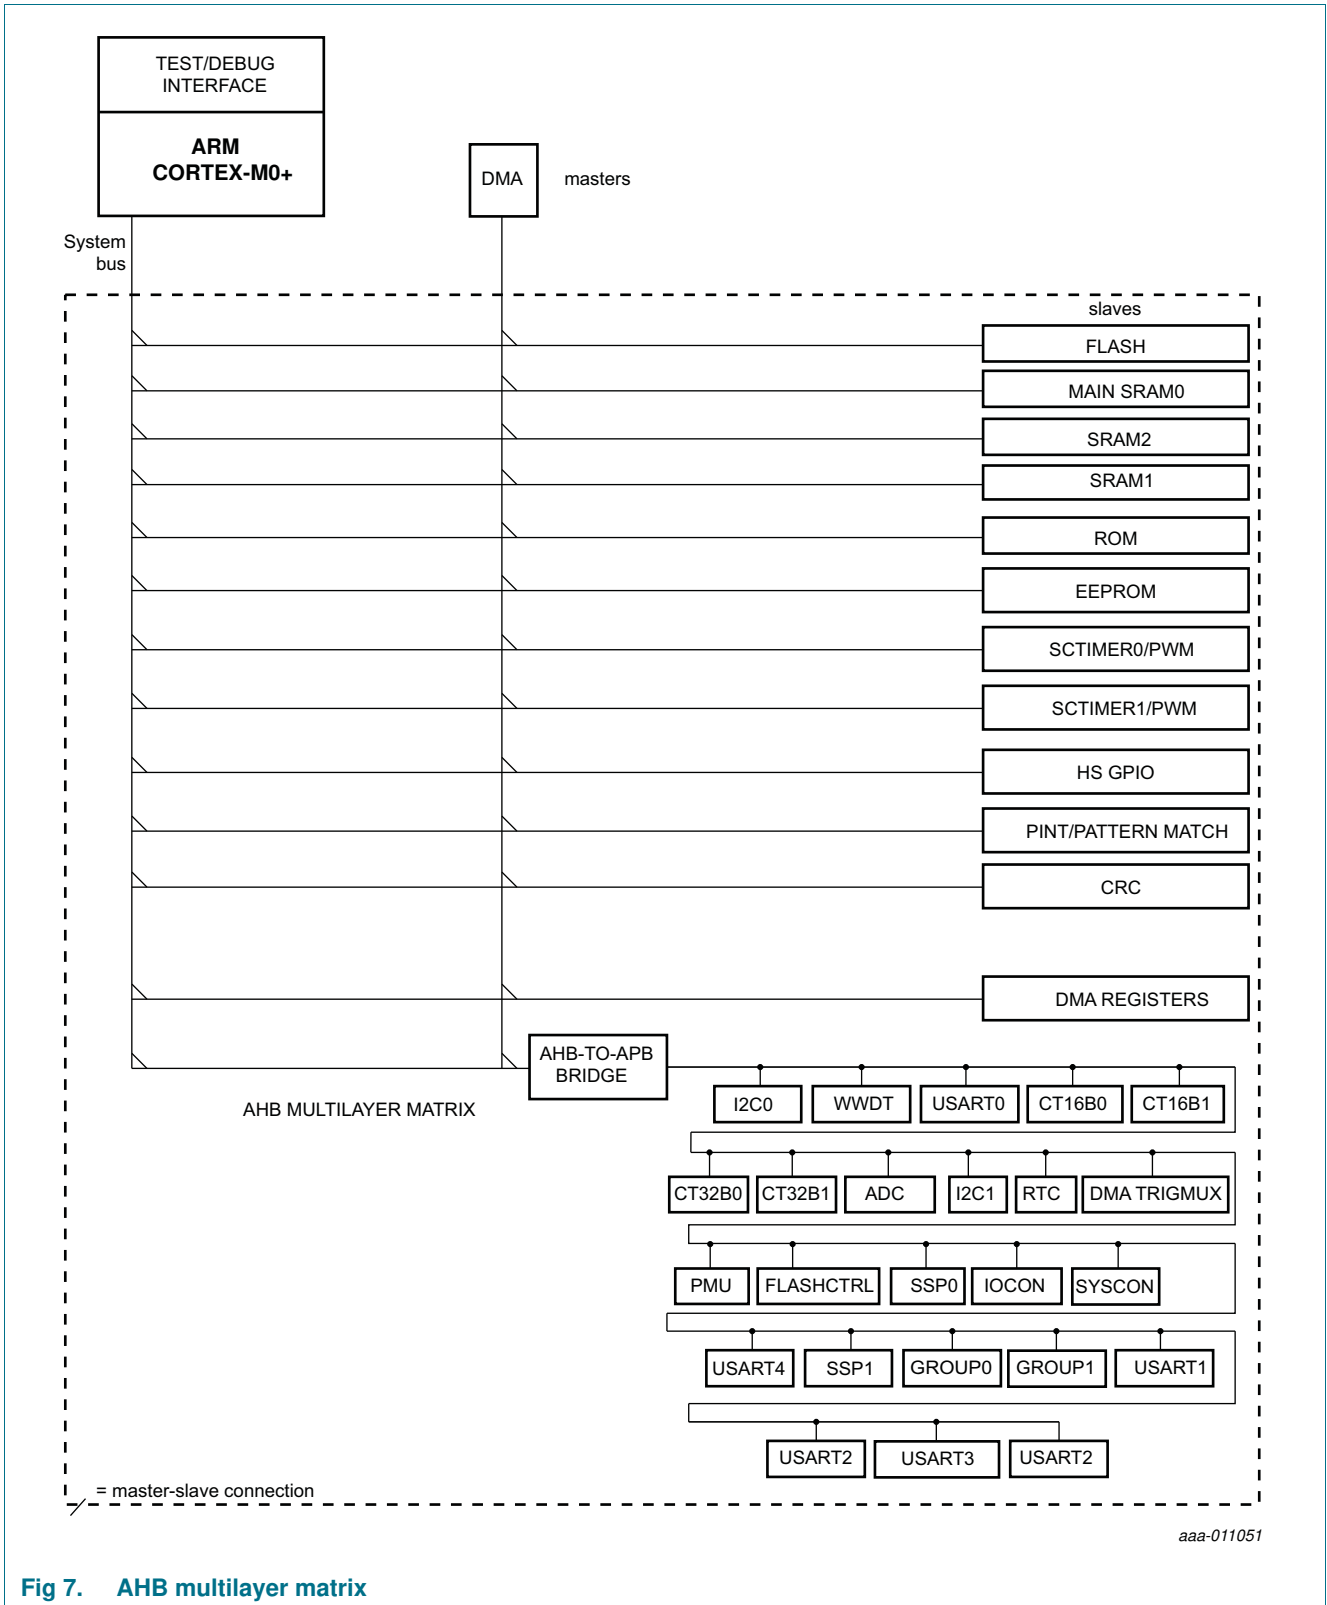 TEST/DEBUG
INTERFACE
ARM
CORTEX-M0+
DMA
masters
System
bus
slaves
FLASH
MAIN SRAM0
SRAM2
SRAM1
ROM
EEPROM
SCTIMER0/PWM
SCTIMER1/PWM
HS GPIO
PINT/PATTERN MATCH
CRC
DMA REGISTERS
AHB-TO-APB
BRIDGE
AHB MULTILAYER MATRIX
I2C0 WWDT USART0 CT16B0 CT16B1
CT32B0 CT32B1 ADC I2C1 RTC DMA TRIGMUX
PMU FLASHCTRL SSP0 IOCON SYSCON
USART4 SSP1 GROUP0 GROUP1 USART1
USART2 USART3 USART2
= master-slave connection
aaa-011051
Fig 7. AHB multilayer matrix